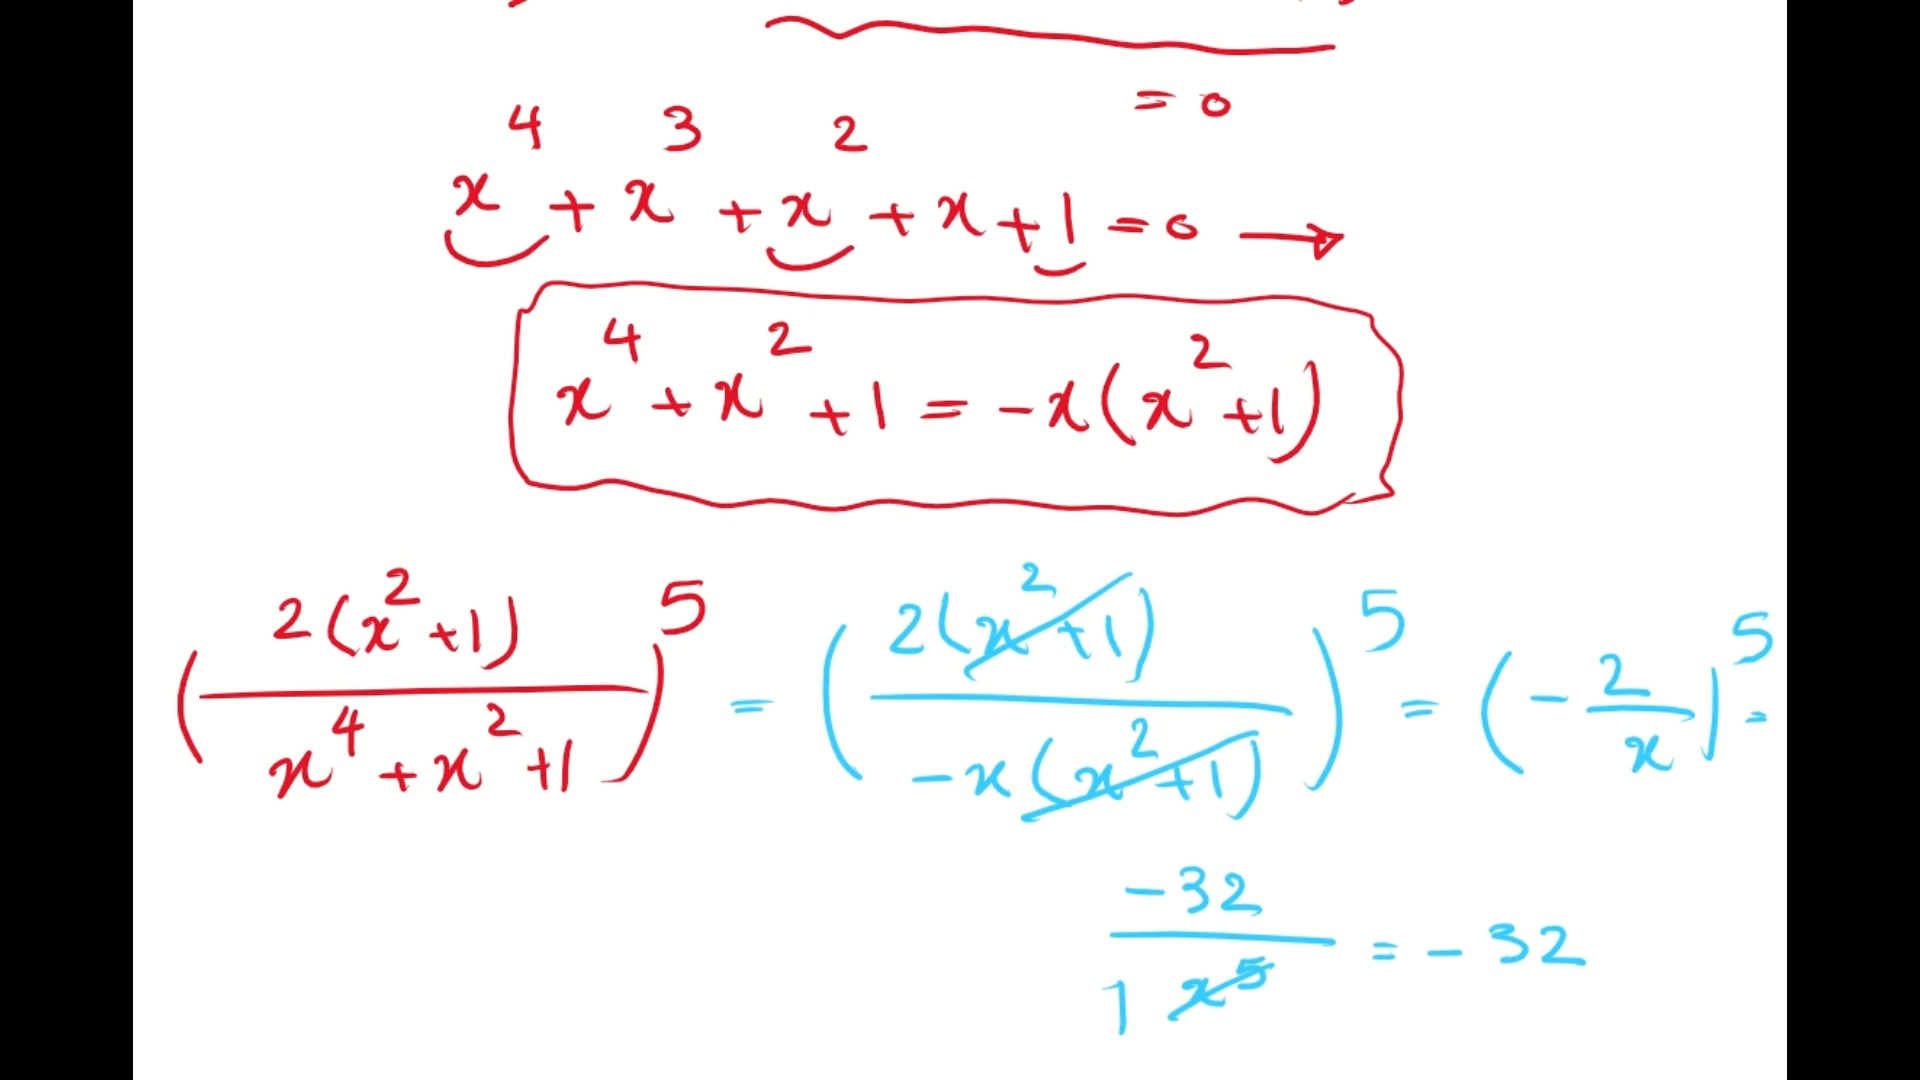 = 0
x⁴ + x³ + x² + x + 1 = 0 →
x⁴ + x² + 1 = -x(x² + 1)
(2(x² + 1) / (x⁴ + x² + 1))⁵ = (2(x² + 1) / (-x(x² + 1)))⁵ = (-2/x)⁵ =
-32 / (1 x⁵) = -32